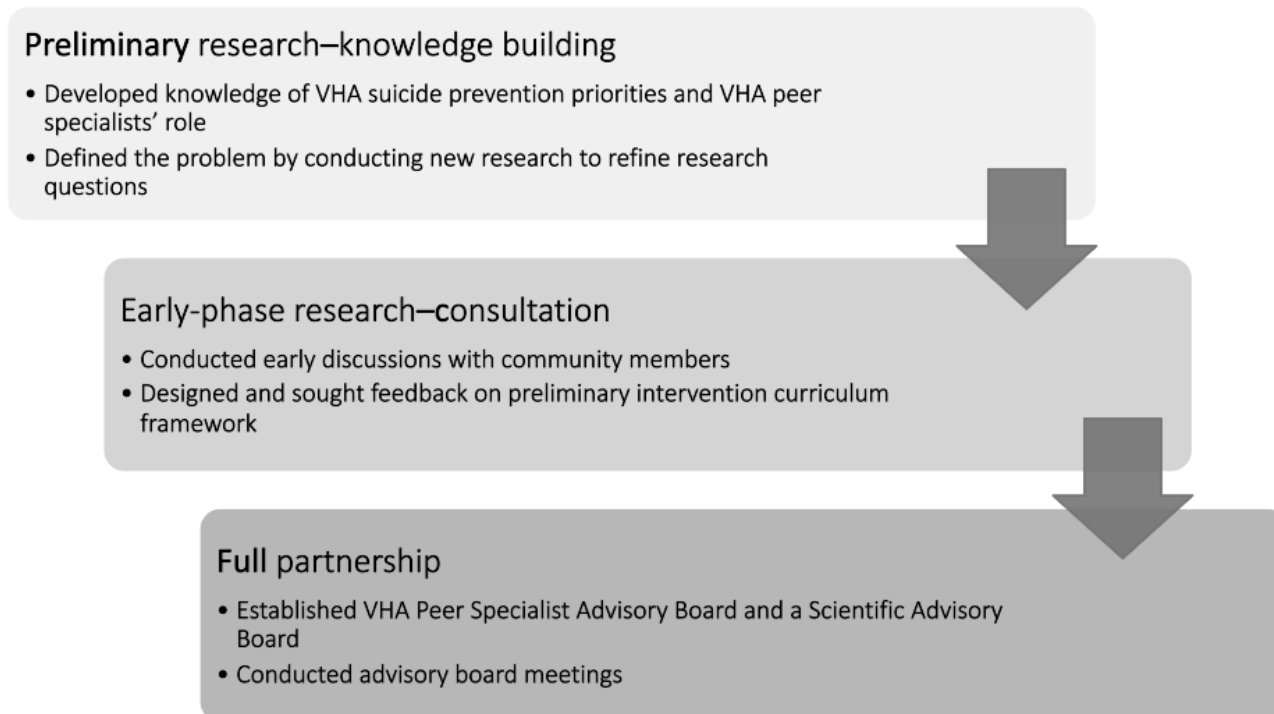 Preliminary research–knowledge building
• Developed knowledge of VHA suicide prevention priorities and VHA peer
specialists’ role
• Defined the problem by conducting new research to refine research
questions
Early-phase research–consultation
• Conducted early discussions with community members
• Designed and sought feedback on preliminary intervention curriculum
framework
Full partnership
• Established VHA Peer Specialist Advisory Board and a Scientific Advisory
Board
• Conducted advisory board meetings